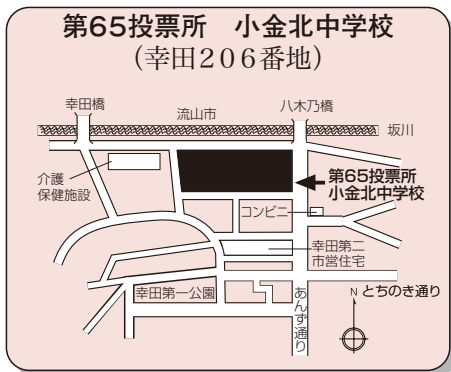 第65投票所　小金北中学校
(幸田２０６番地)
幸田橋
流山市
八木乃橋
坂川
介護
保健施設
第65投票所
小金北中学校
コンビニ
幸田第二
市営住宅
幸田第一公園
あんず通り
N
とちのき通り